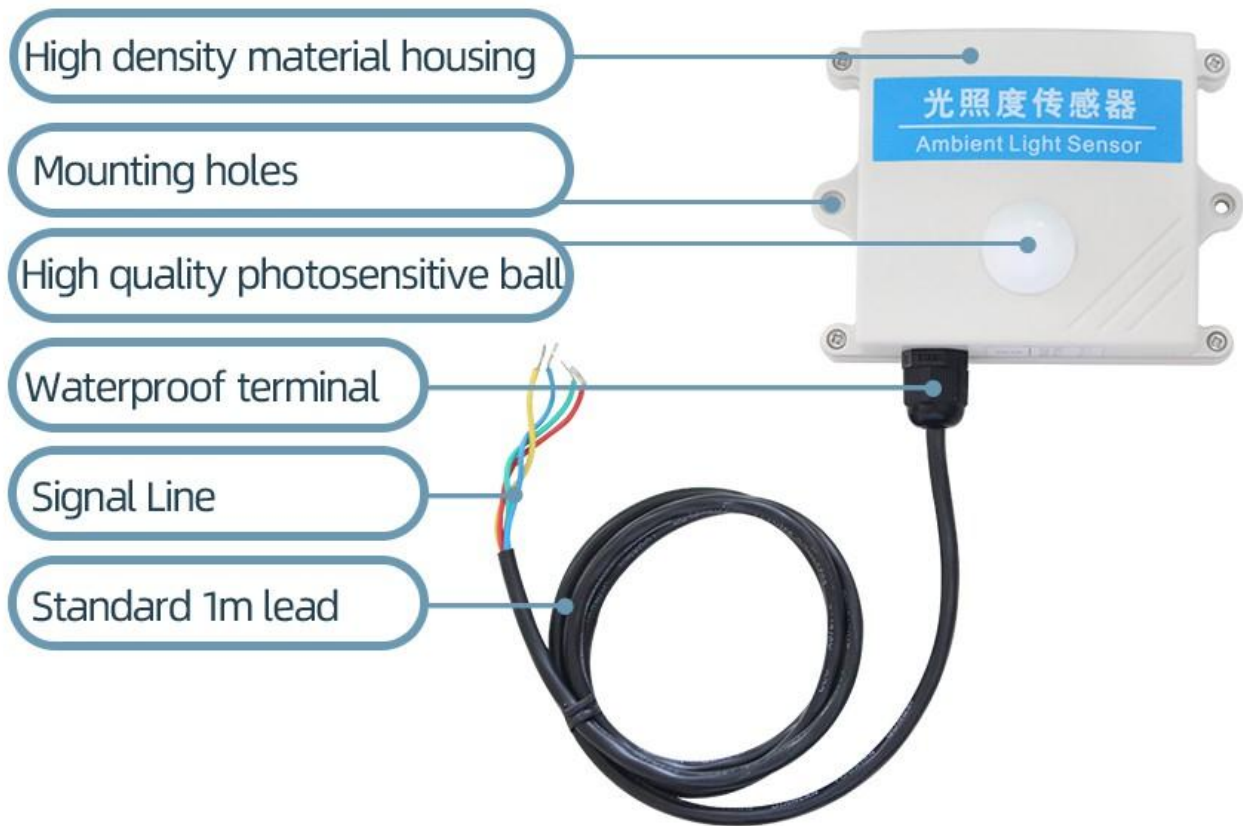 High density material housing
Mounting holes
High quality photosensitive ball
Waterproof terminal
Signal Line
Standard 1m lead
光照度传感器
Ambient Light Sensor